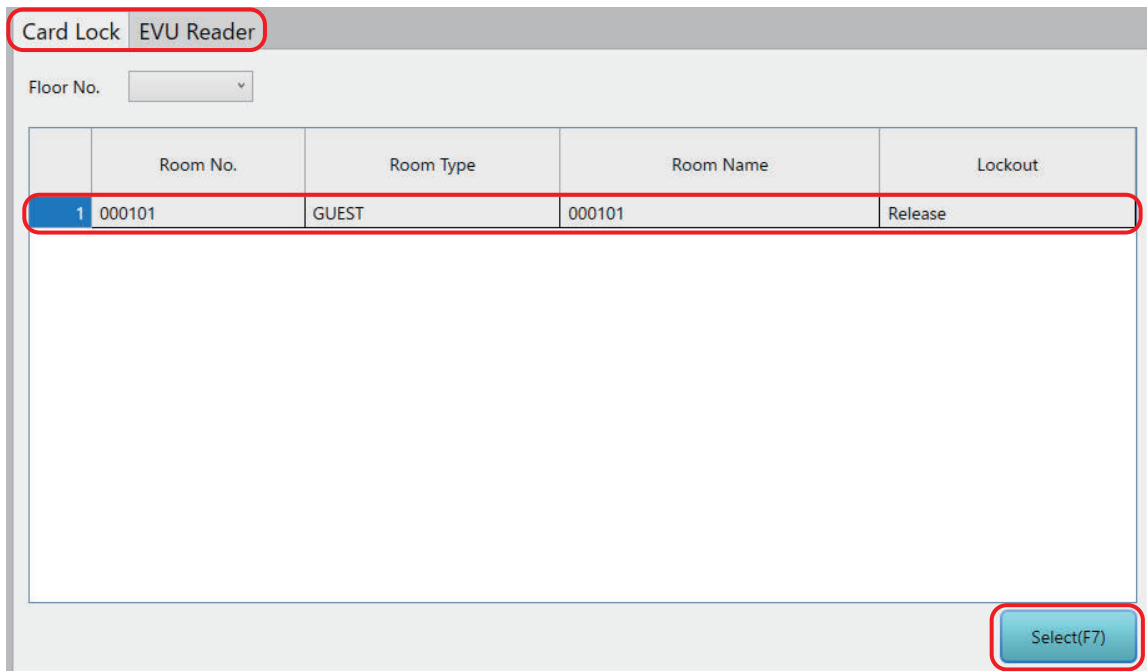 Card Lock EVU Reader
Floor No.
Room No. Room Type Room Name Lockout
1 000101 GUEST 000101 Release
Select(F7)